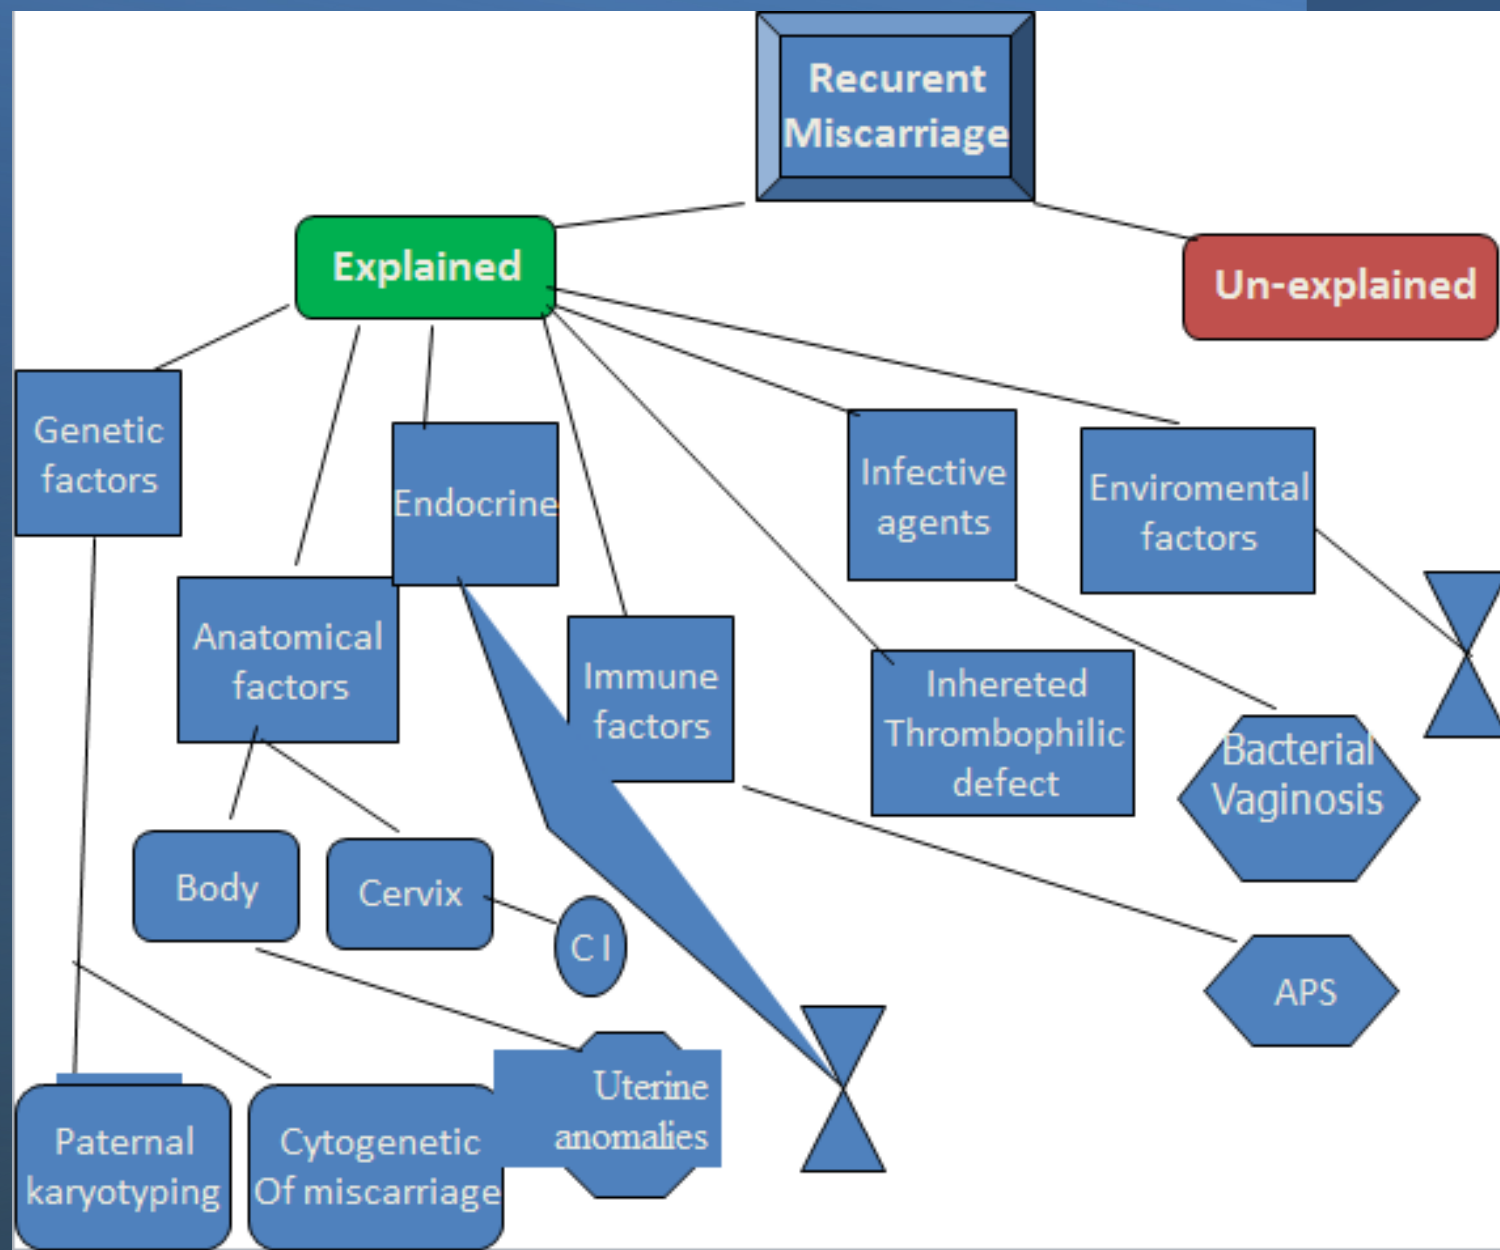 Recurent
Miscarriage
Explained
Un-explained
Genetic
factors
Endocrine
Infective
agents
Enviromental
factors
Anatomical
factors
Immune
factors
Inhereted
Thrombophilic
defect
Bacterial
Vaginosis
Body
Cervix
C I
APS
Uterine
anomalies
Paternal
karyotyping
Cytogenetic
Of miscarriage